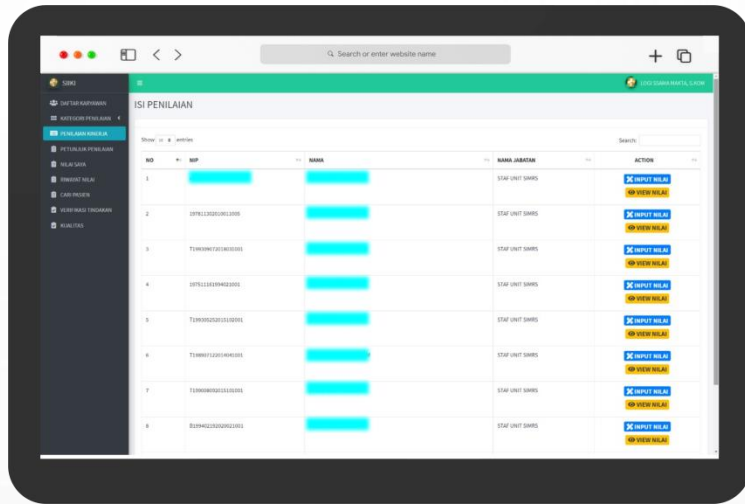 Search or enter website name
SIRKI
ISI PENILAIAN
DAFTAR KARYAWAN
KATEGORI PENILAIAN
PENILAIAN KINERJA
PETUNJUK PENILAIAN
NILAI SAYA
RIWAYAT NILAI
CARI PASIEN
VERIFIKASI TINDAKAN
KUALITAS
Show entries
Search:
NO NIP NAMA NAMA JABATAN ACTION
1 STAF UNIT SIMRS INPUT NILAI
VIEW NILAI
2 STAF UNIT SIMRS INPUT NILAI
VIEW NILAI
3 STAF UNIT SIMRS INPUT NILAI
VIEW NILAI
4 STAF UNIT SIMRS INPUT NILAI
VIEW NILAI
5 STAF UNIT SIMRS INPUT NILAI
VIEW NILAI
6 STAF UNIT SIMRS INPUT NILAI
VIEW NILAI
7 STAF UNIT SIMRS INPUT NILAI
VIEW NILAI
8 STAF UNIT SIMRS INPUT NILAI
VIEW NILAI